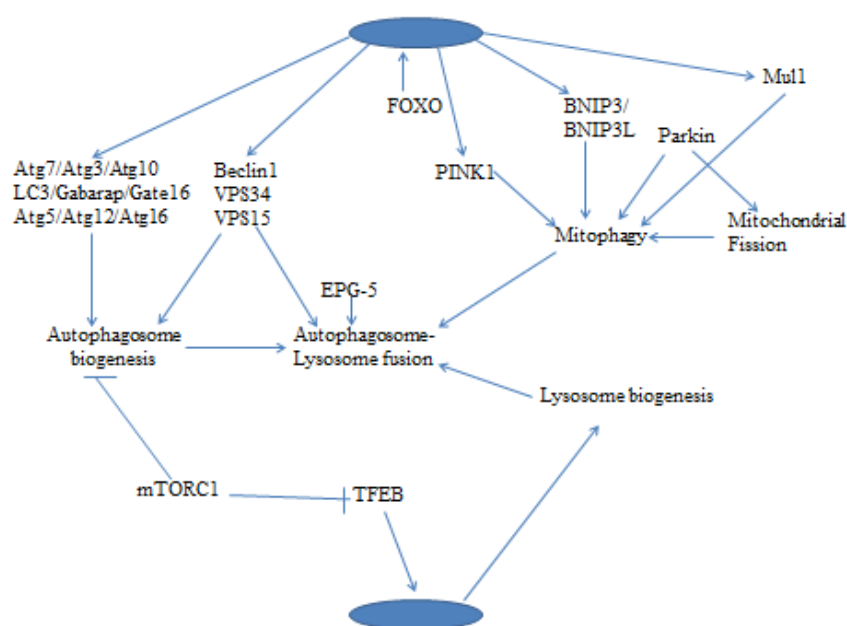 Mul1
FOXO
BNIP3/
BNIP3L
Parkin
Atg7/Atg3/Atg10
LC3/Gabarap/Gate16
Atg5/Atg12/Atg16
Beclin1
VPS34
VPS15
PINK1
Mitophagy
Mitochondrial
Fission
EPG-5
Autophagosome
biogenesis
Autophagosome-
Lysosome fusion
Lysosome biogenesis
mTORC1
TFEB